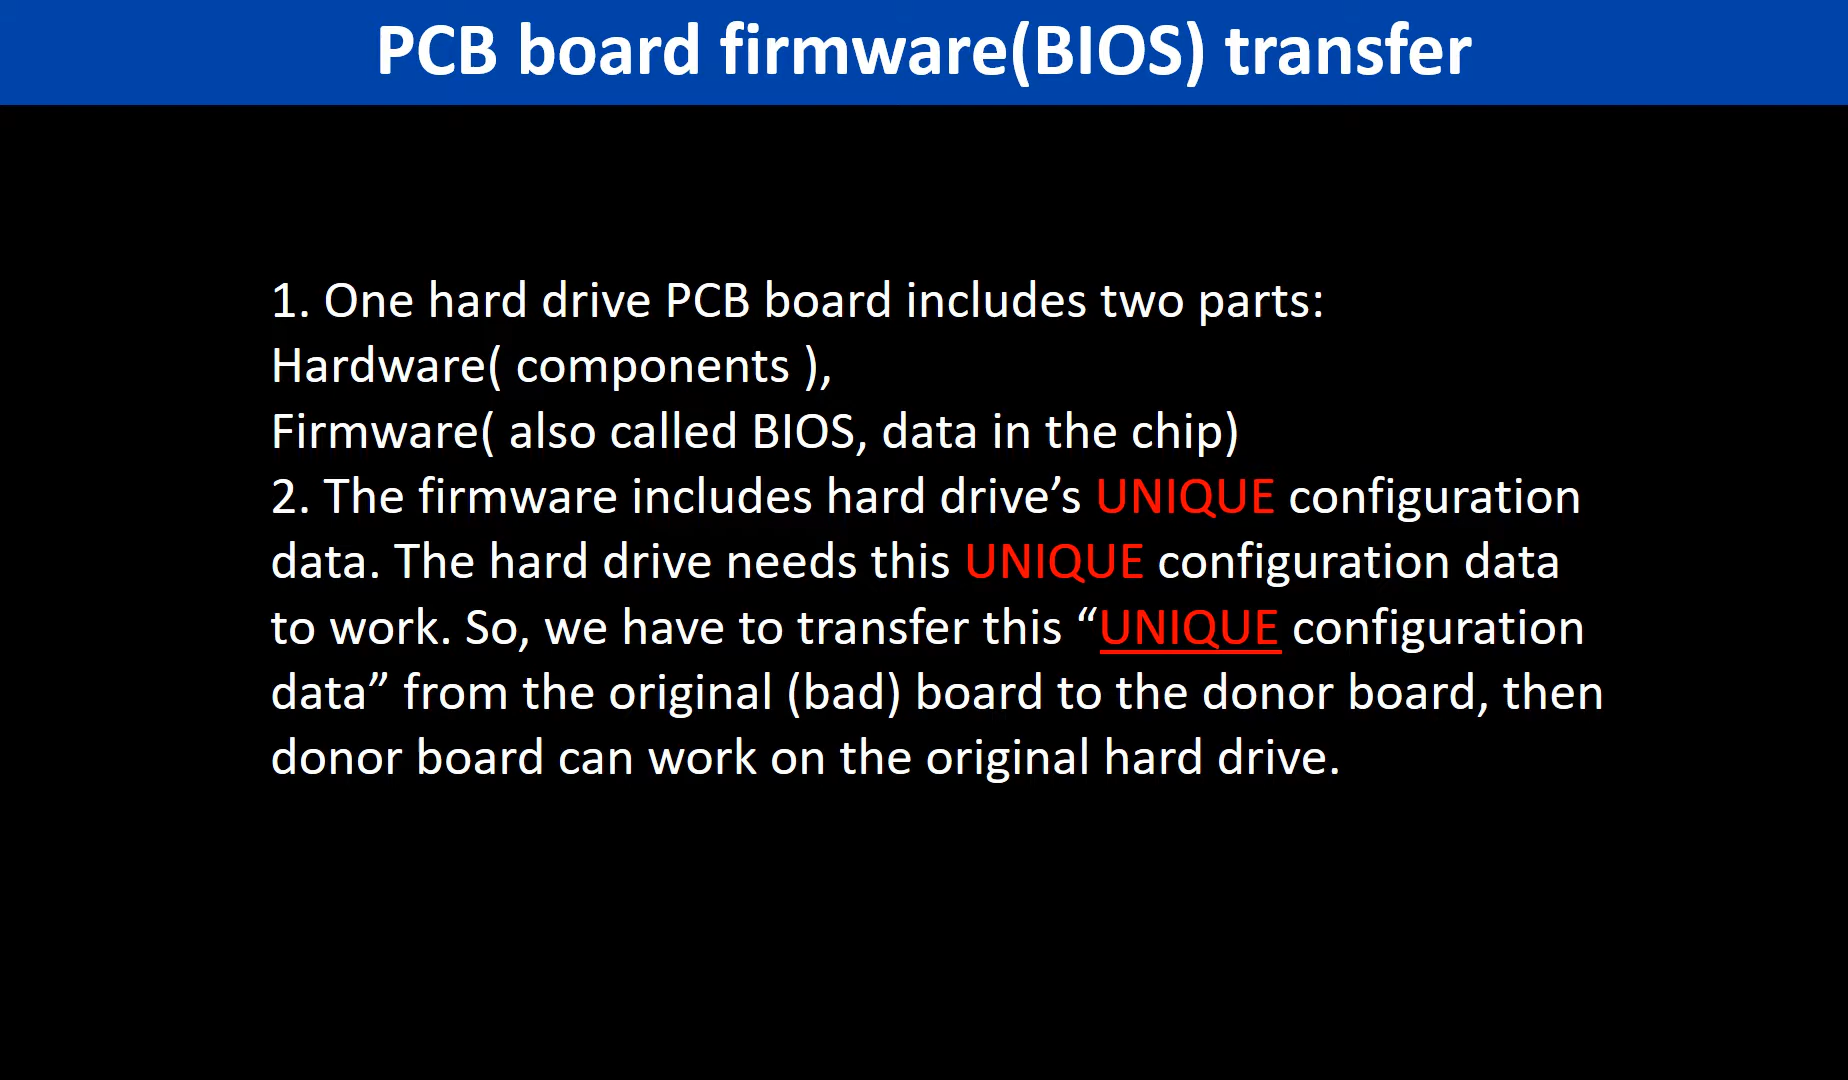 PCB board firmware(BIOS) transfer
1. One hard drive PCB board includes two parts:
Hardware( components ),
Firmware( also called BIOS, data in the chip)
2. The firmware includes hard drive’s UNIQUE configuration
data. The hard drive needs this UNIQUE configuration data
to work. So, we have to transfer this “UNIQUE configuration
data” from the original (bad) board to the donor board, then
donor board can work on the original hard drive.